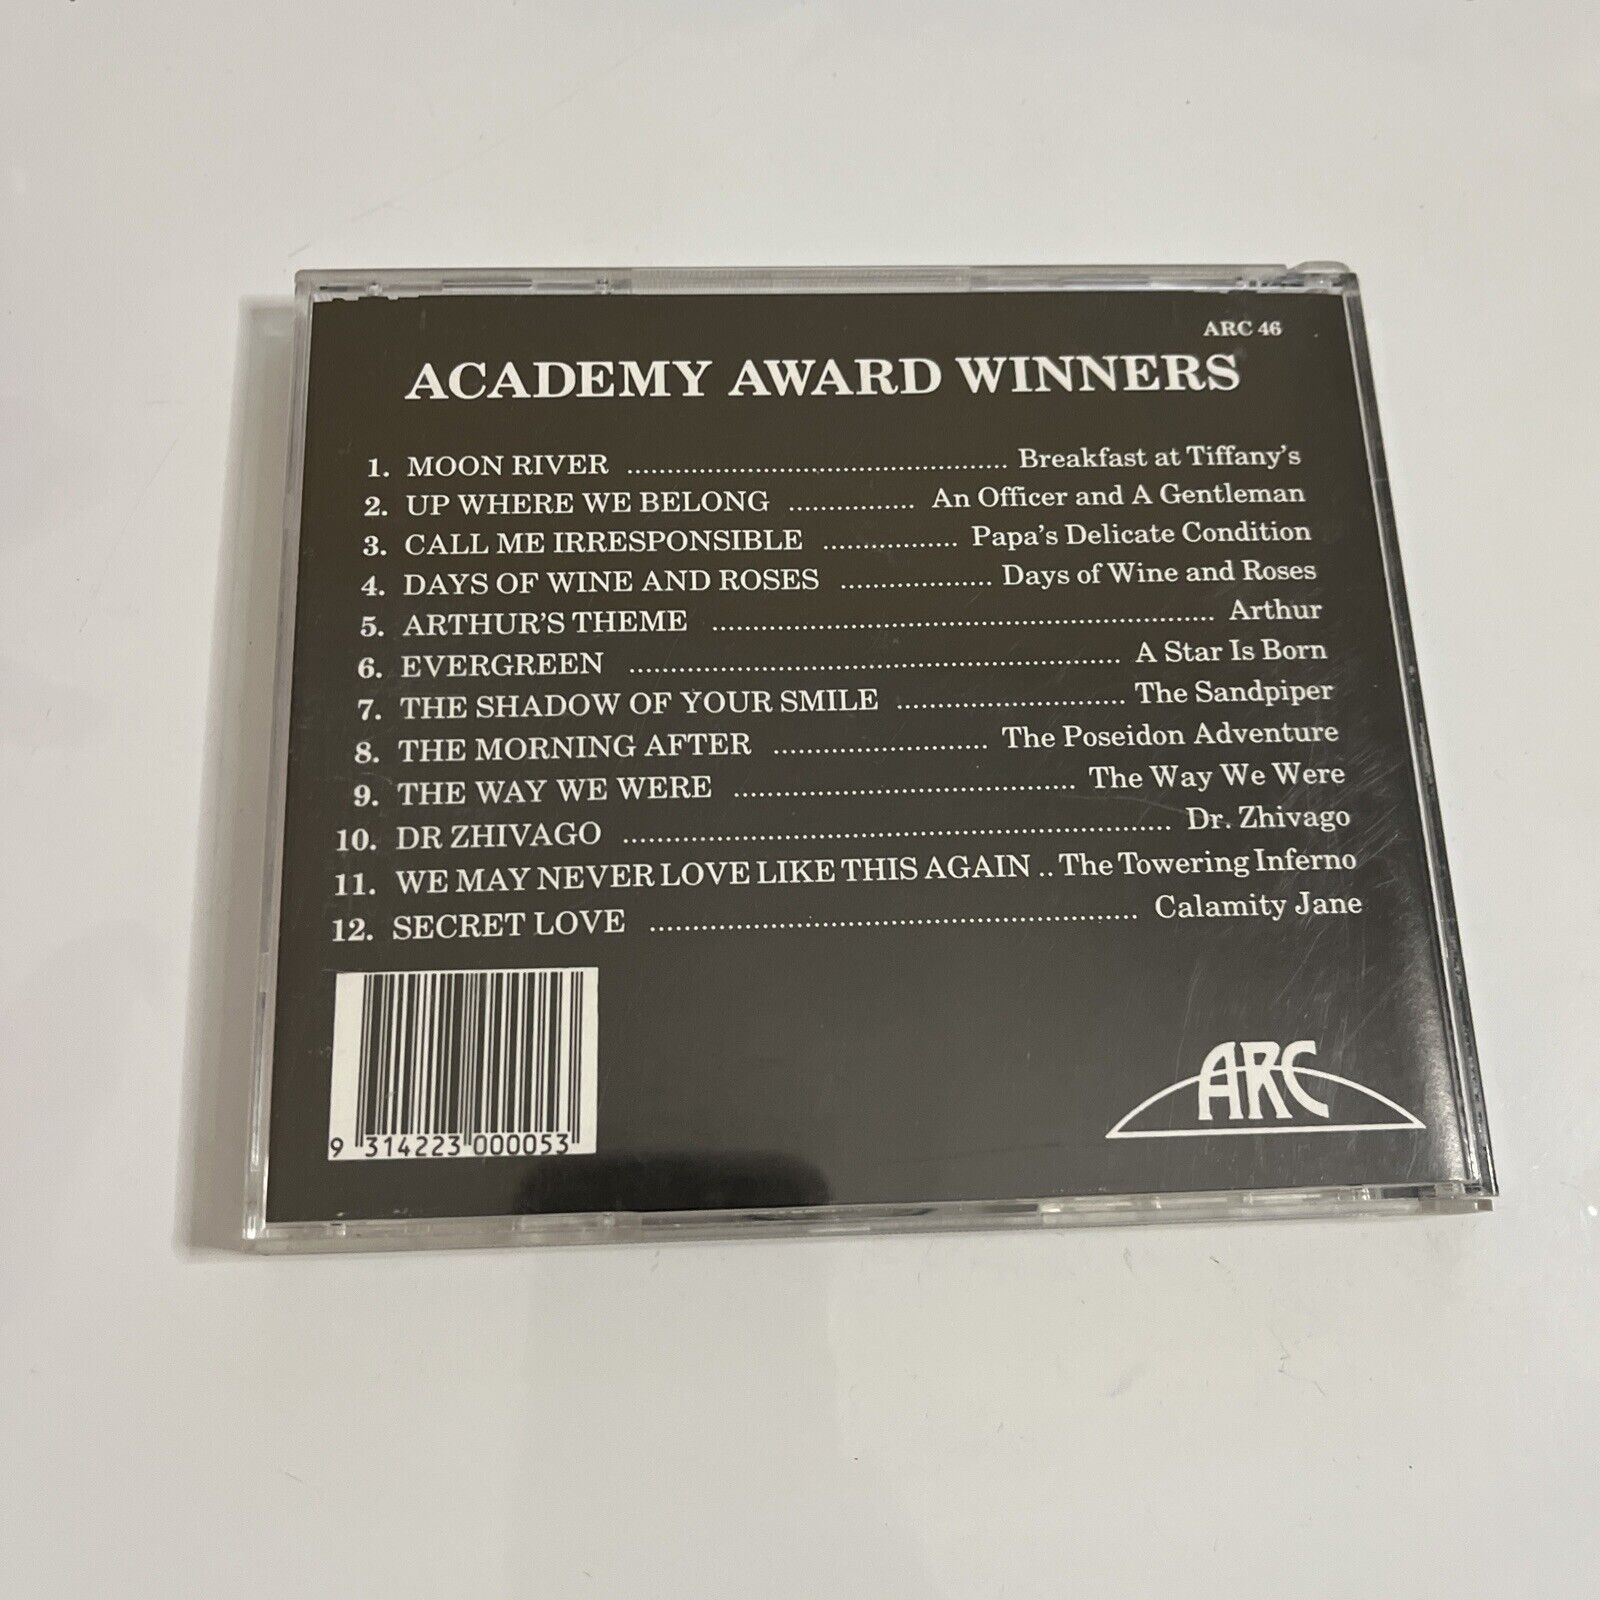 ARC 46
ACADEMY AWARD WINNERS
1. MOON RIVER ................................................ Breakfast at Tiffany's
2. UP WHERE WE BELONG ................ An Officer and A Gentleman
3. CALL ME IRRESPONSIBLE ................. Papa's Delicate Condition
4. DAYS OF WINE AND ROSES ................... Days of Wine and Roses
5. ARTHUR'S THEME ............................................................... Arthur
6. EVERGREEN ............................................................. A Star Is Born
7. THE SHADOW OF YOUR SMILE ............................ The Sandpiper
8. THE MORNING AFTER .......................... The Poseidon Adventure
9. THE WAY WE WERE .......................................... The Way We Were
10. DR ZHIVAGO .................................................................. Dr. Zhivago
11. WE MAY NEVER LOVE LIKE THIS AGAIN .. The Towering Inferno
12. SECRET LOVE ........................................................... Calamity Jane
9 314223 000053
ARC